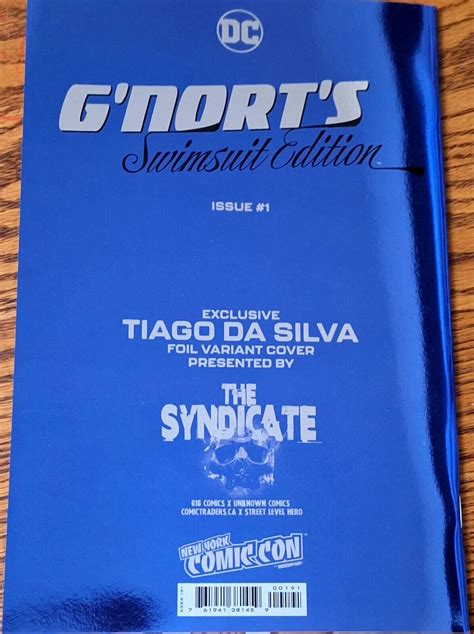 DC
G'NORT'S
Swimsuit Edition
ISSUE #1
EXCLUSIVE
TIAGO DA SILVA
FOIL VARIANT COVER
PRESENTED BY
THE
SYNDICATE
616 COMICS X UNKNOWN COMICS
COMICTRADERS.CA X STREET LEVEL HERO
NEW YORK
COMIC CON
00191
7 61941 38145 9